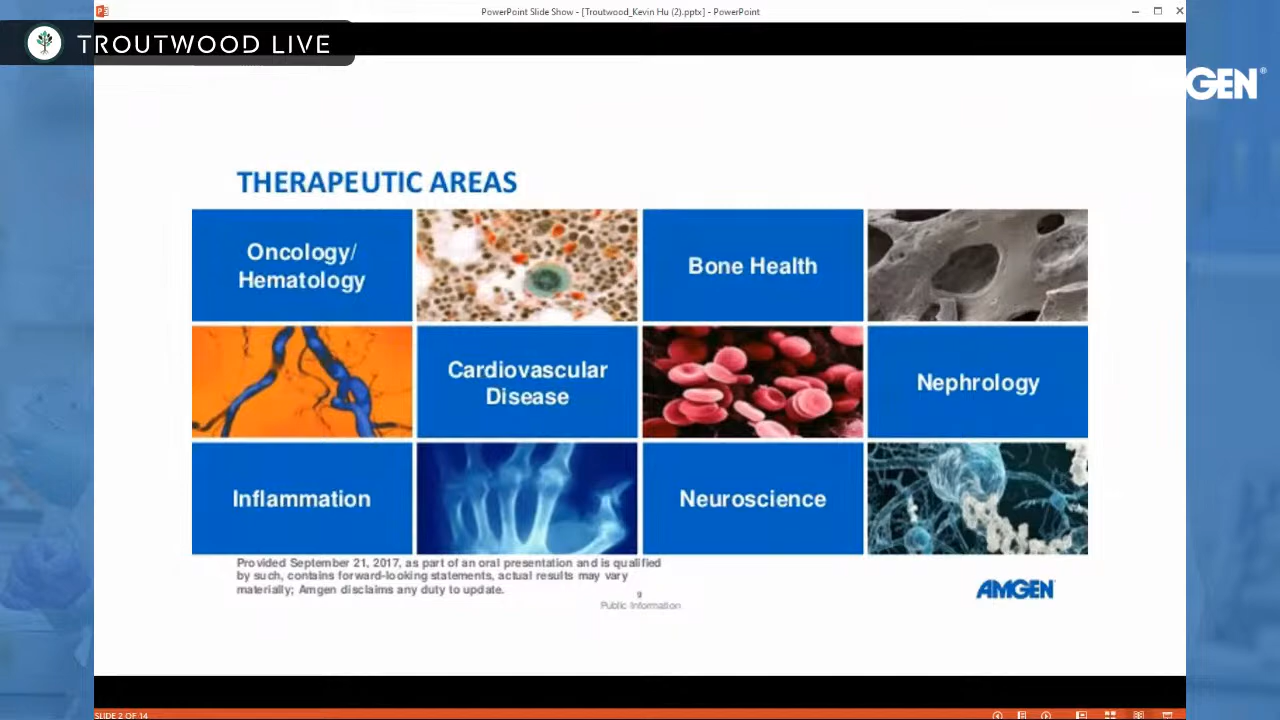 PowerPoint Slide Show - [Troutwood_Kevin Hu (2).pptx] - PowerPoint
TROUTWOOD LIVE
GEN®
THERAPEUTIC AREAS
Oncology/
Hematology
Bone Health
Cardiovascular
Disease
Nephrology
Inflammation
Neuroscience
Provided September 21, 2017, as part of an oral presentation and is qualified
by such, contains forward-looking statements, actual results may vary
materially; Amgen disclaims any duty to update.
9
Public Information
AMGEN
SLIDE 2 OF 14